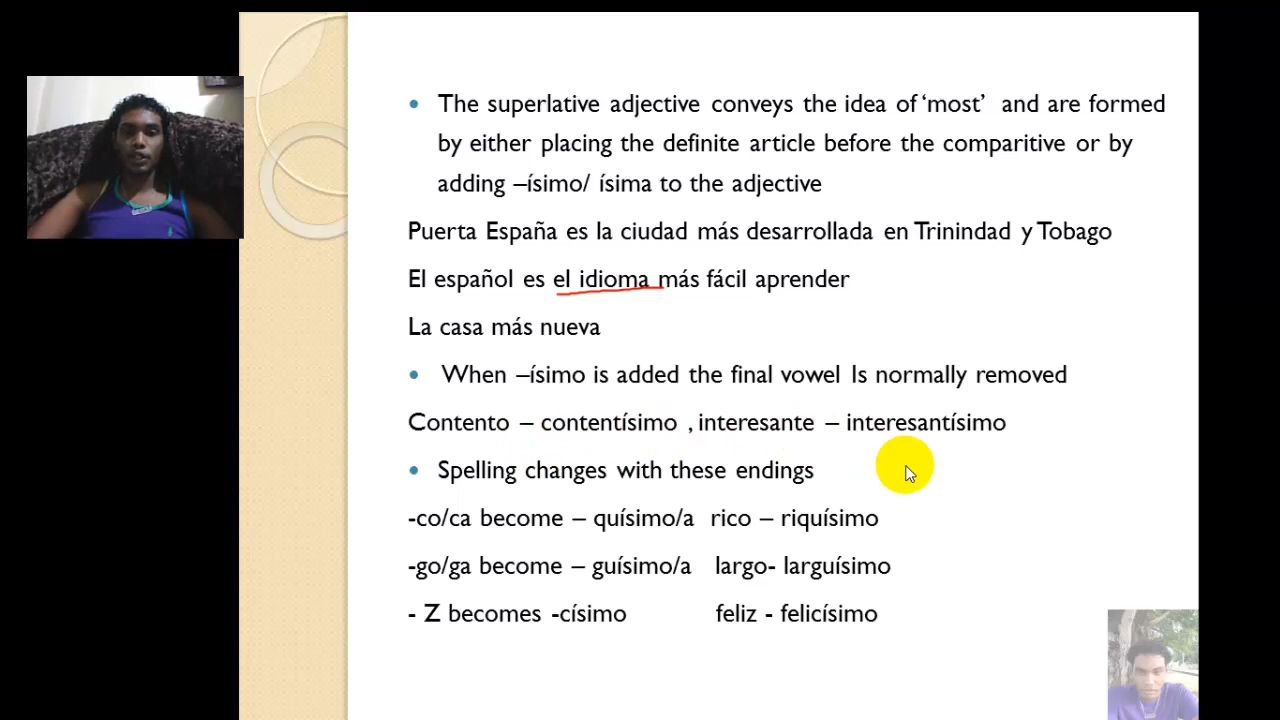 • The superlative adjective conveys the idea of ‘most’ and are formed
by either placing the definite article before the comparitive or by
adding –ísimo/ ísima to the adjective
Puerta España es la ciudad más desarrollada en Trinindad y Tobago
El español es el idioma más fácil aprender
La casa más nueva
• When –ísimo is added the final vowel Is normally removed
Contento – contentísimo , interesante – interesantísimo
• Spelling changes with these endings
-co/ca become – quísimo/a rico – riquísimo
-go/ga become – guísimo/a largo- larguísimo
- Z becomes -císimo feliz - felicísimo